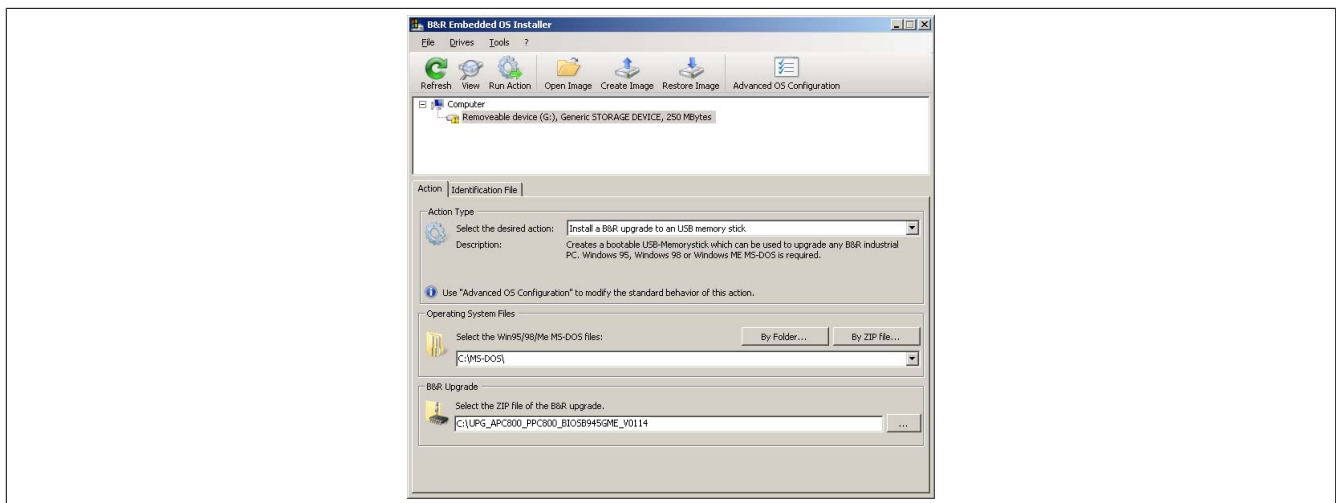 B&R Embedded OS Installer
File Drives Tools ?
Refresh View Run Action Open Image Create Image Restore Image Advanced OS Configuration
Computer
Removeable device (G:), Generic STORAGE DEVICE, 250 MBytes
Action Identification File
Action Type
Select the desired action: Install a B&R upgrade to an USB memory stick
Description: Creates a bootable USB-Memorystick which can be used to upgrade any B&R industrial
PC. Windows 95, Windows 98 or Windows ME MS-DOS is required.
Use "Advanced OS Configuration" to modify the standard behavior of this action.
Operating System Files
Select the Win95/98/Me MS-DOS files: By Folder... By ZIP file...
C:\MS-DOS\
B&R Upgrade
Select the ZIP file of the B&R upgrade.
C:\UPG_APC800_PPC800_BIOSB945GME_V0114 ...